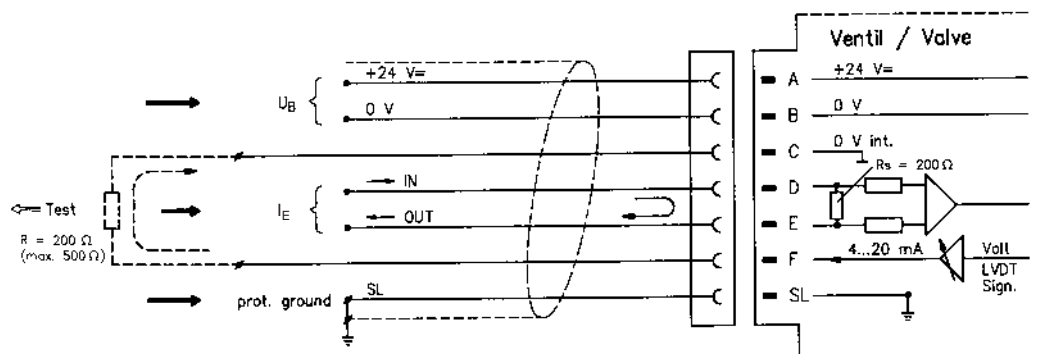 Ventil / Valve
+24 V=
A
+24 V=
U_B
0 V
B
0 V
C
0 V int.
Rs = 200 Ω
IN
D
Test
I_E
OUT
E
R = 200 Ω
(max. 500Ω)
F
4...20 mA
Volt
LVDT
Sign.
prot. ground
SL
SL